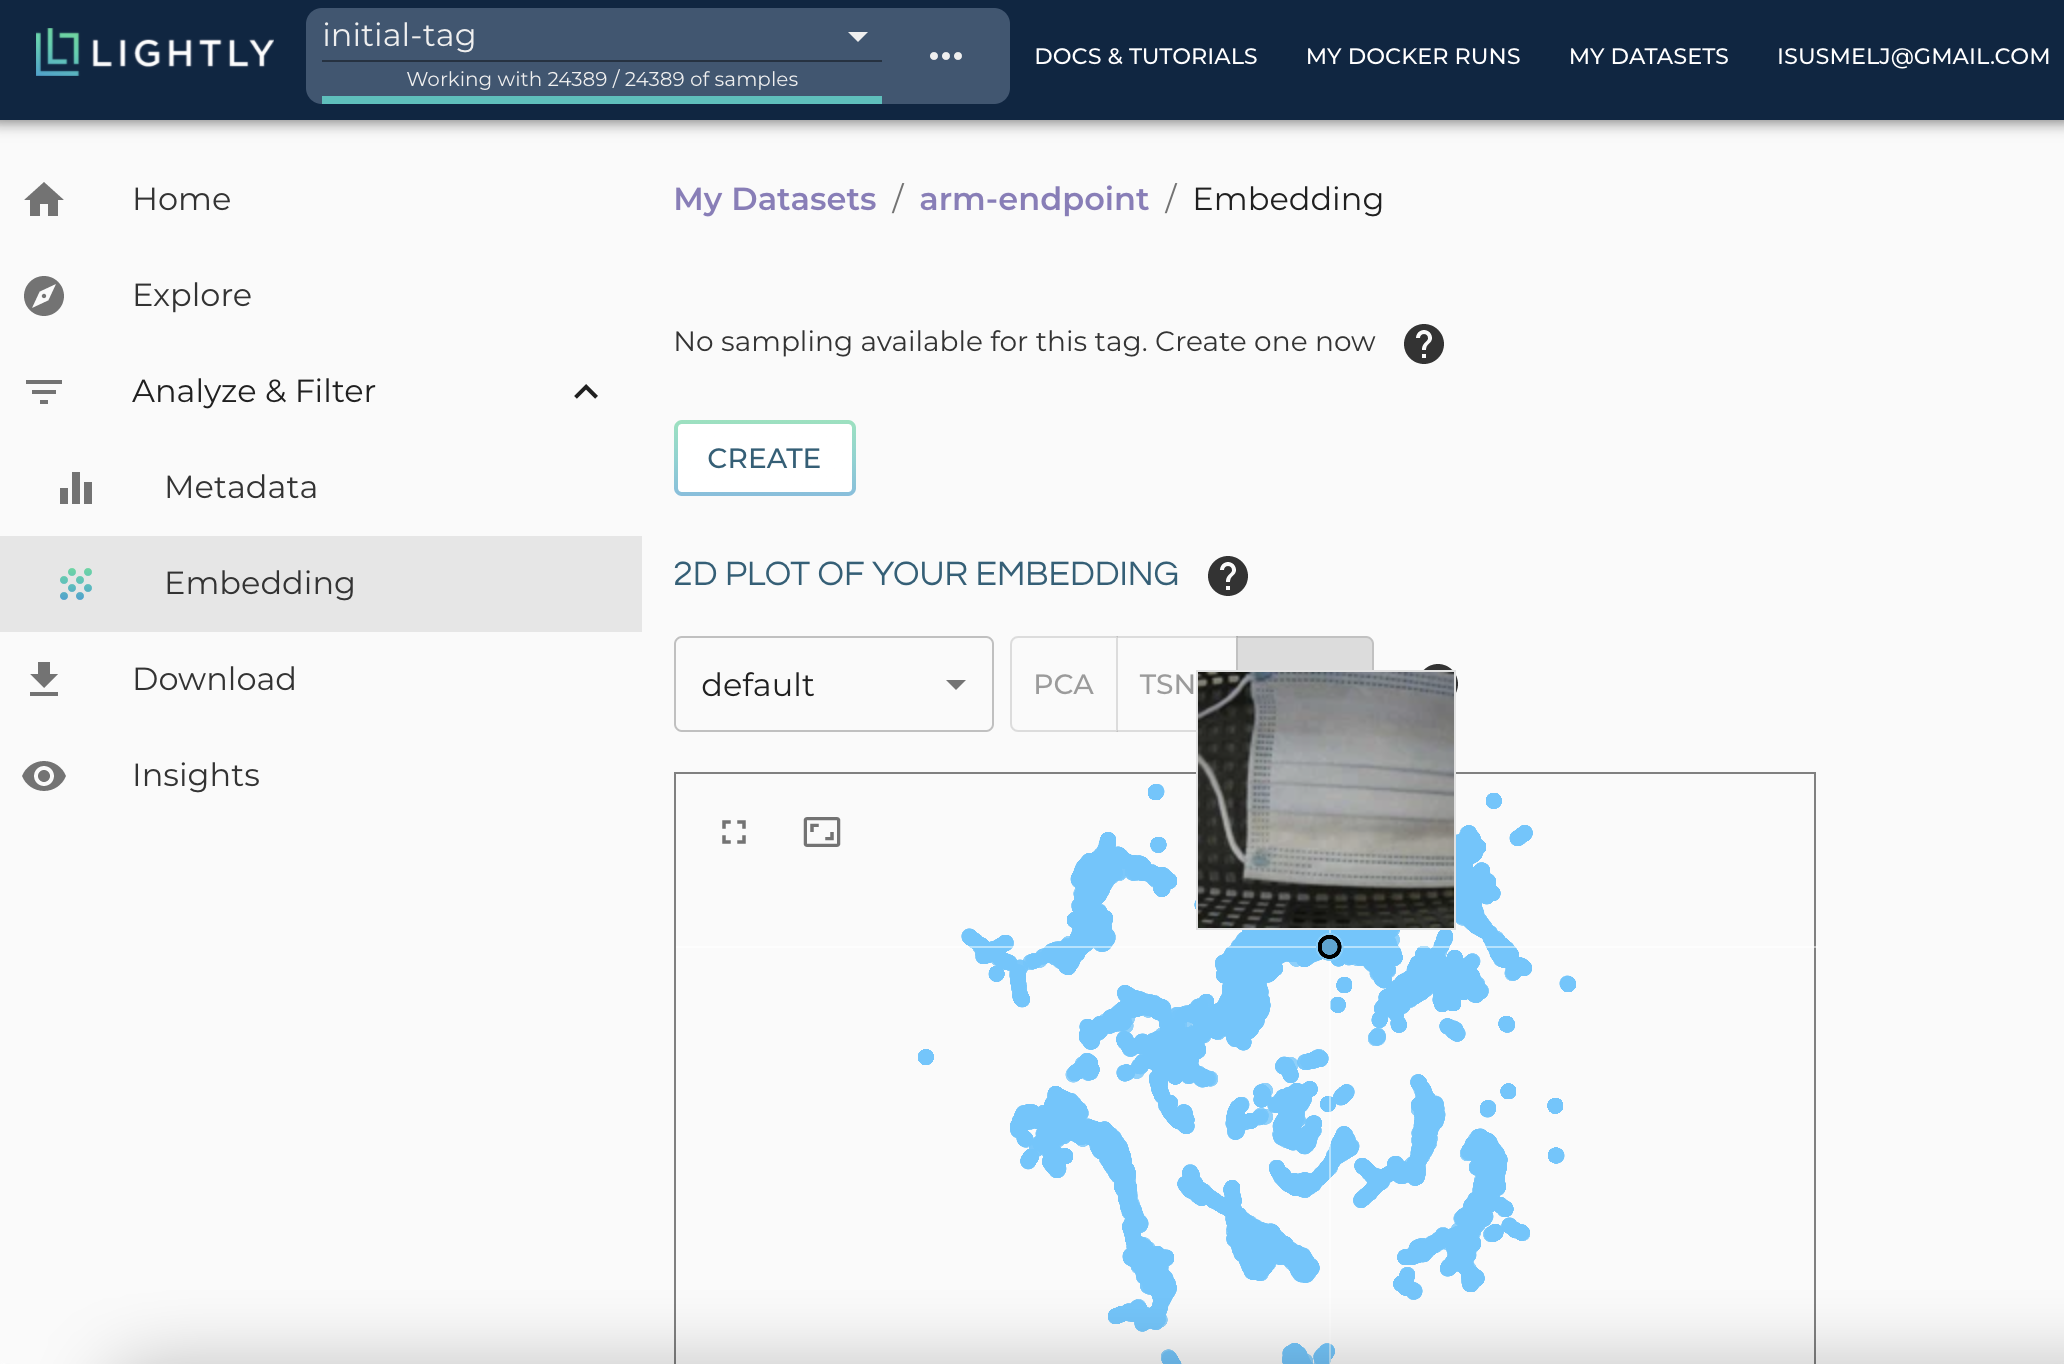 LIGHTLY
initial-tag
Working with 24389 / 24389 of samples
DOCS & TUTORIALS
MY DOCKER RUNS
MY DATASETS
ISUSMELJ@GMAIL.COM
Home
Explore
Analyze & Filter
Metadata
Embedding
Download
Insights
My Datasets / arm-endpoint / Embedding
No sampling available for this tag. Create one now
CREATE
2D PLOT OF YOUR EMBEDDING
default
PCA
TSN